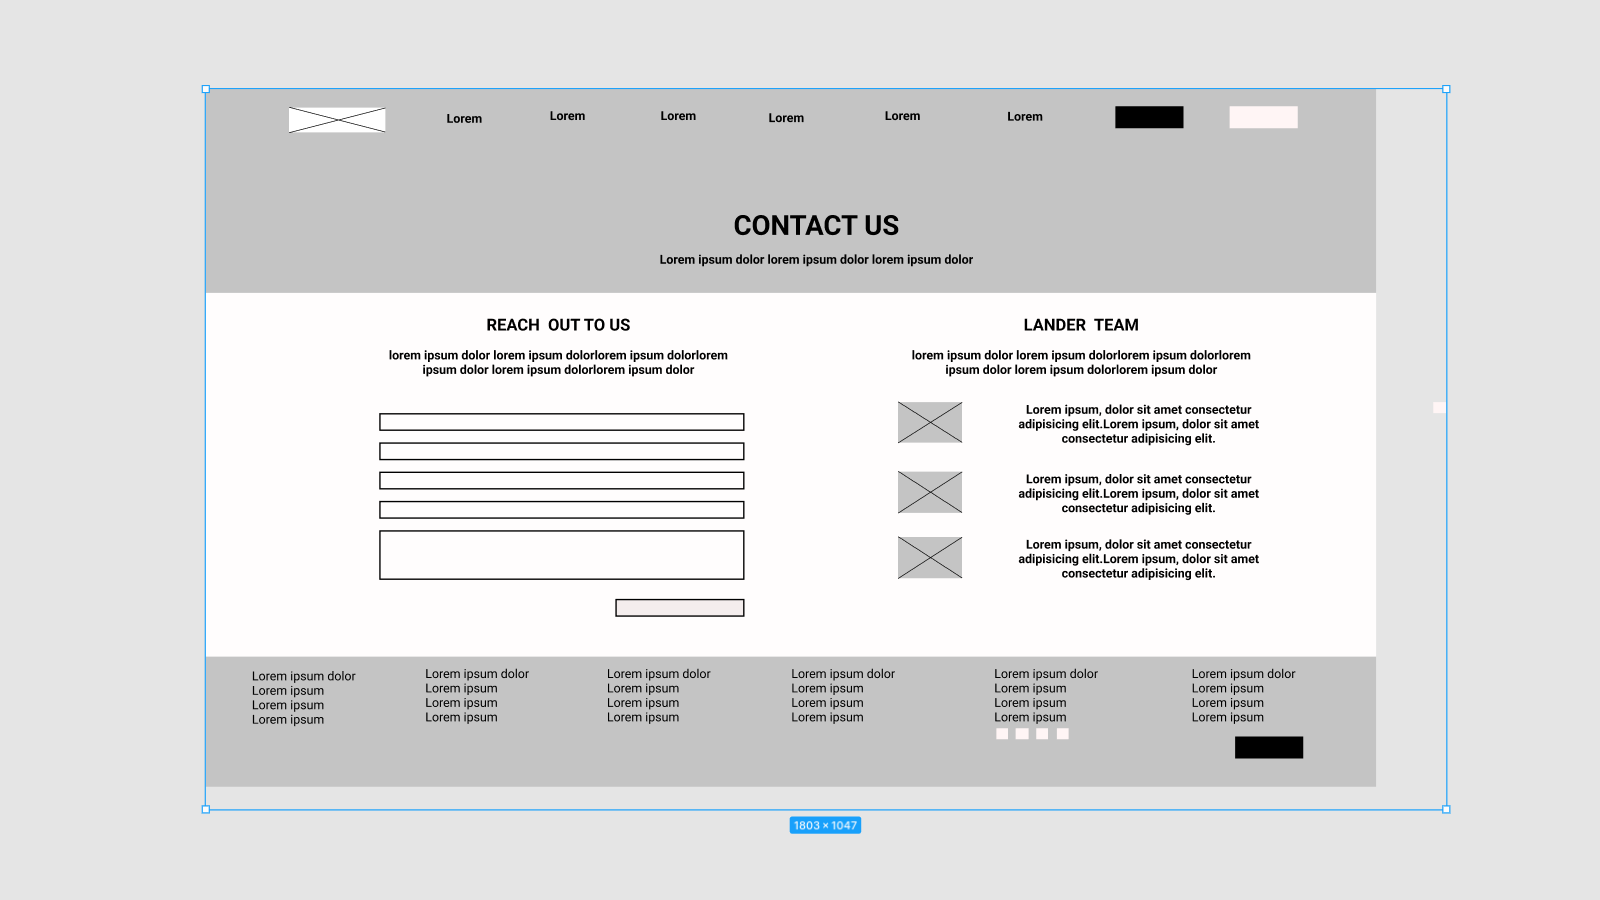 Lorem
Lorem
Lorem
Lorem
Lorem
Lorem
CONTACT US
Lorem ipsum dolor lorem ipsum dolor lorem ipsum dolor
REACH  OUT TO US
lorem ipsum dolor lorem ipsum dolorlorem ipsum dolorlorem
ipsum dolor lorem ipsum dolorlorem ipsum dolor
LANDER  TEAM
lorem ipsum dolor lorem ipsum dolorlorem ipsum dolorlorem
ipsum dolor lorem ipsum dolorlorem ipsum dolor
Lorem ipsum, dolor sit amet consectetur
adipisicing elit.Lorem ipsum, dolor sit amet
consectetur adipisicing elit.
Lorem ipsum, dolor sit amet consectetur
adipisicing elit.Lorem ipsum, dolor sit amet
consectetur adipisicing elit.
Lorem ipsum, dolor sit amet consectetur
adipisicing elit.Lorem ipsum, dolor sit amet
consectetur adipisicing elit.
Lorem ipsum dolor
Lorem ipsum
Lorem ipsum
Lorem ipsum
Lorem ipsum dolor
Lorem ipsum
Lorem ipsum
Lorem ipsum
Lorem ipsum dolor
Lorem ipsum
Lorem ipsum
Lorem ipsum
Lorem ipsum dolor
Lorem ipsum
Lorem ipsum
Lorem ipsum
Lorem ipsum dolor
Lorem ipsum
Lorem ipsum
Lorem ipsum
Lorem ipsum dolor
Lorem ipsum
Lorem ipsum
Lorem ipsum
1803 × 1047